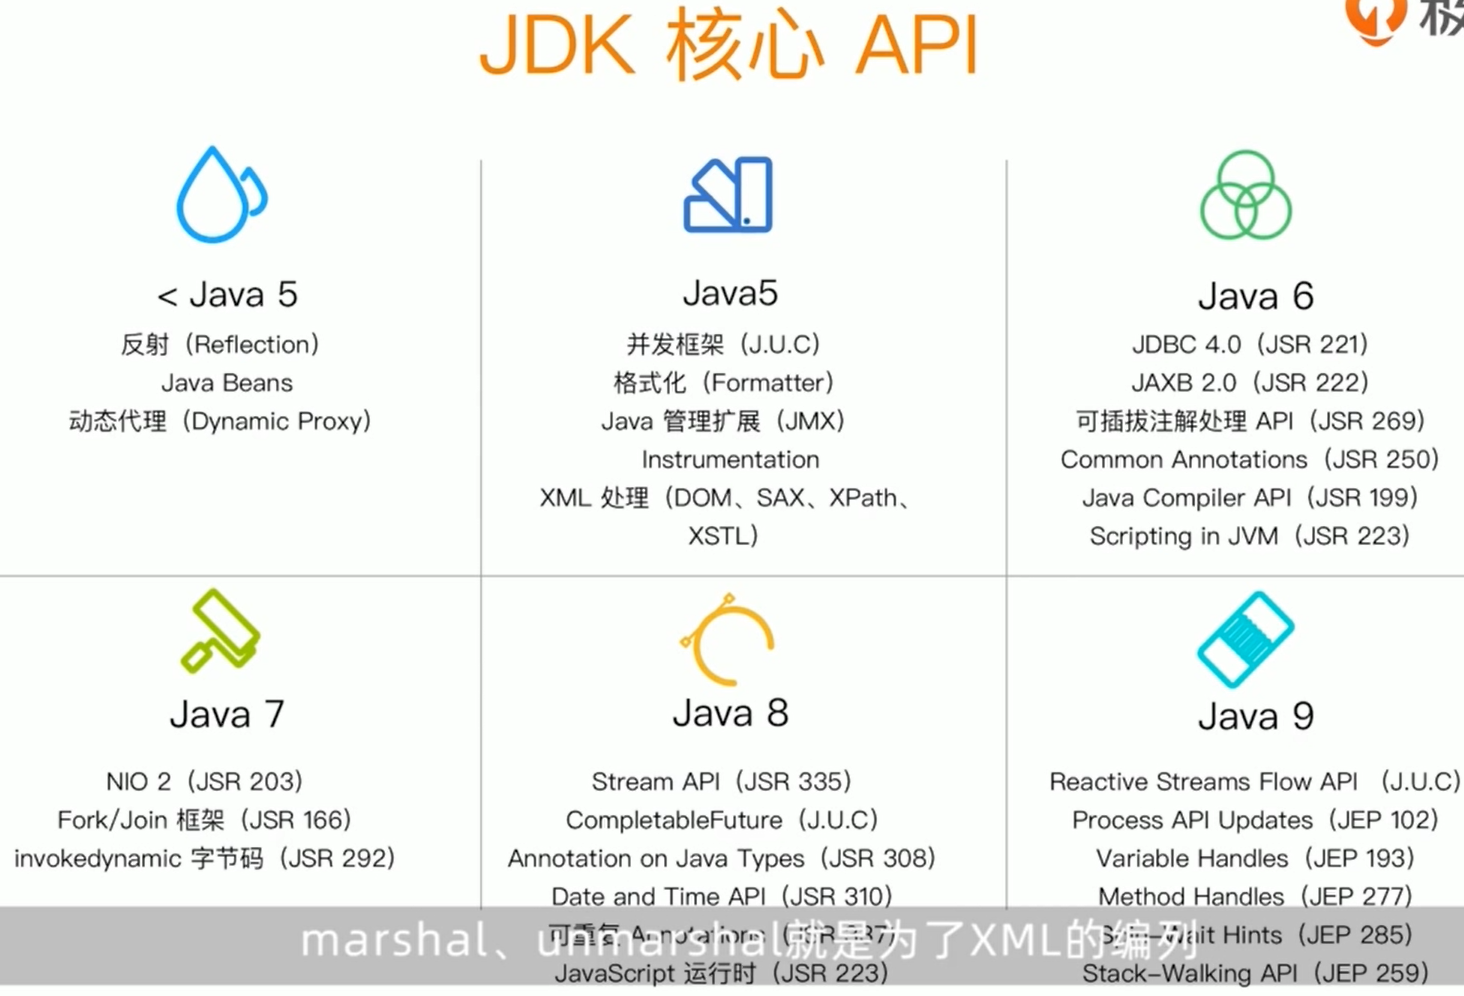 JDK 核心 API
极
< Java 5
反射（Reflection）
Java Beans
动态代理（Dynamic Proxy）
Java5
并发框架（J.U.C）
格式化（Formatter）
Java 管理扩展（JMX）
Instrumentation
XML 处理（DOM、SAX、XPath、
XSTL）
Java 6
JDBC 4.0（JSR 221）
JAXB 2.0（JSR 222）
可插拔注解处理 API（JSR 269）
Common Annotations（JSR 250）
Java Compiler API（JSR 199）
Scripting in JVM（JSR 223）
Java 7
NIO 2（JSR 203）
Fork/Join 框架（JSR 166）
invokedynamic 字节码（JSR 292）
Java 8
Stream API（JSR 335）
CompletableFuture（J.U.C）
Annotation on Java Types（JSR 308）
Date and Time API（JSR 310）
可重复 Annotations
JavaScript 运行时（JSR 223）
Java 9
Reactive Streams Flow API （J.U.C）
Process API Updates（JEP 102）
Variable Handles（JEP 193）
Method Handles（JEP 277）
Spin-Wait Hints（JEP 285）
Stack-Walking API（JEP 259）
marshal、unmarshal就是为了XML的编列